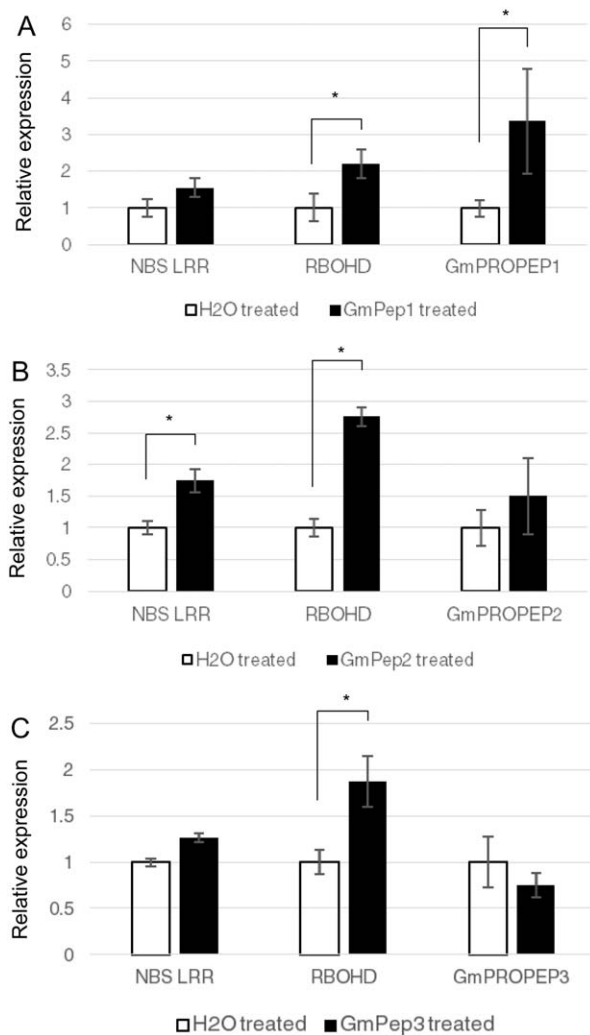 A
Relative expression
6
5
4
3
2
1
0
*
*
NBS LRR RBOHD GmPROPEP1
H2O treated GmPep1 treated
B
Relative expression
3.5
3
2.5
2
1.5
1
0.5
0
*
*
NBS LRR RBOHD GmPROPEP2
H2O treated GmPep2 treated
C
Relative expression
2.5
2
1.5
1
0.5
0
*
NBS LRR RBOHD GmPROPEP3
H2O treated GmPep3 treated